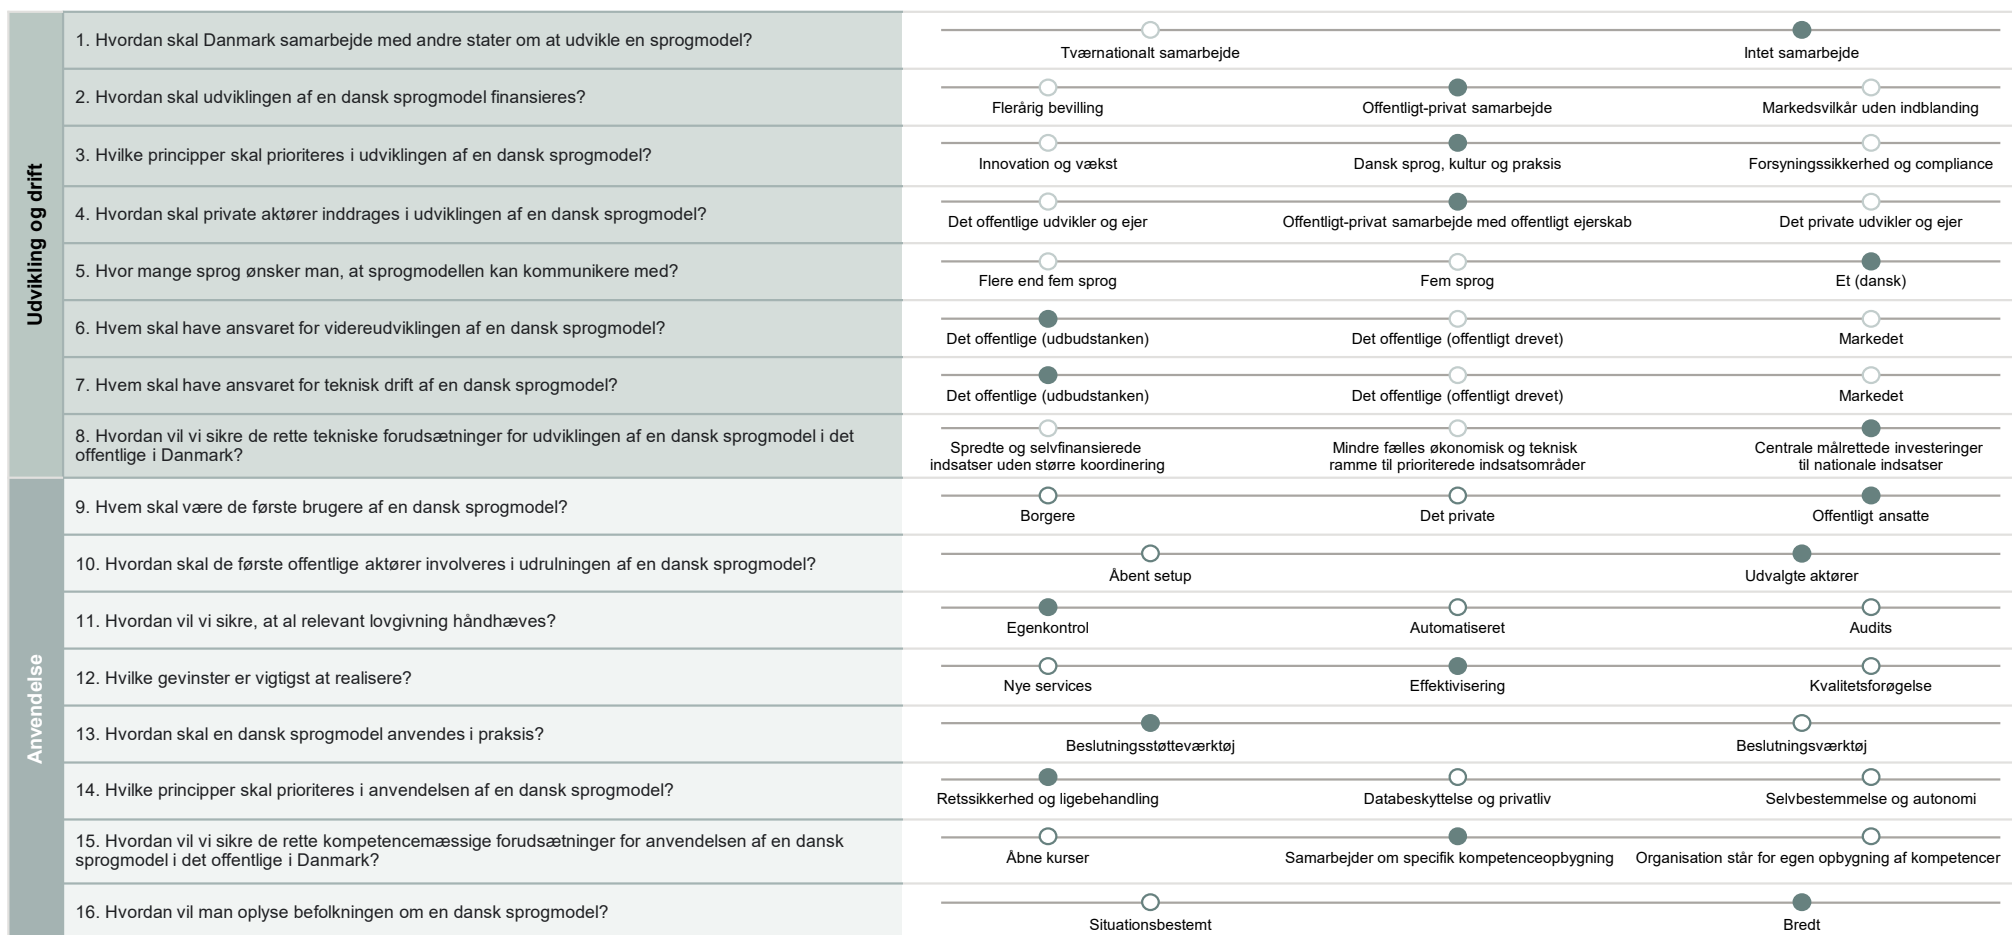 Udvikling og drift
1. Hvordan skal Danmark samarbejde med andre stater om at udvikle en sprogmodel?
Tværnationalt samarbejde
Intet samarbejde
2. Hvordan skal udviklingen af en dansk sprogmodel finansieres?
Flerårig bevilling
Offentligt-privat samarbejde
Markedsvilkår uden indblanding
3. Hvilke principper skal prioriteres i udviklingen af en dansk sprogmodel?
Innovation og vækst
Dansk sprog, kultur og praksis
Forsyningssikkerhed og compliance
4. Hvordan skal private aktører inddrages i udviklingen af en dansk sprogmodel?
Det offentlige udvikler og ejer
Offentligt-privat samarbejde med offentligt ejerskab
Det private udvikler og ejer
5. Hvor mange sprog ønsker man, at sprogmodellen kan kommunikere med?
Flere end fem sprog
Fem sprog
Et (dansk)
6. Hvem skal have ansvaret for videreudviklingen af en dansk sprogmodel?
Det offentlige (udbudstanken)
Det offentlige (offentligt drevet)
Markedet
7. Hvem skal have ansvaret for teknisk drift af en dansk sprogmodel?
Det offentlige (udbudstanken)
Det offentlige (offentligt drevet)
Markedet
8. Hvordan vil vi sikre de rette tekniske forudsætninger for udviklingen af en dansk sprogmodel i det
offentlige i Danmark?
Spredte og selvfinansierede
indsatser uden større koordinering
Mindre fælles økonomisk og teknisk
ramme til prioriterede indsatsområder
Centrale målrettede investeringer
til nationale indsatser
Anvendelse
9. Hvem skal være de første brugere af en dansk sprogmodel?
Borgere
Det private
Offentligt ansatte
10. Hvordan skal de første offentlige aktører involveres i udrulningen af en dansk sprogmodel?
Åbent setup
Udvalgte aktører
11. Hvordan vil vi sikre, at al relevant lovgivning håndhæves?
Egenkontrol
Automatiseret
Audits
12. Hvilke gevinster er vigtigst at realisere?
Nye services
Effektivisering
Kvalitetsforøgelse
13. Hvordan skal en dansk sprogmodel anvendes i praksis?
Beslutningsstøtteværktøj
Beslutningsværktøj
14. Hvilke principper skal prioriteres i anvendelsen af en dansk sprogmodel?
Retssikkerhed og ligebehandling
Databeskyttelse og privatliv
Selvbestemmelse og autonomi
15. Hvordan vil vi sikre de rette kompetencemæssige forudsætninger for anvendelsen af en dansk
sprogmodel i det offentlige i Danmark?
Åbne kurser
Samarbejder om specifik kompetenceopbygning
Organisation står for egen opbygning af kompetencer
16. Hvordan vil man oplyse befolkningen om en dansk sprogmodel?
Situationsbestemt
Bredt